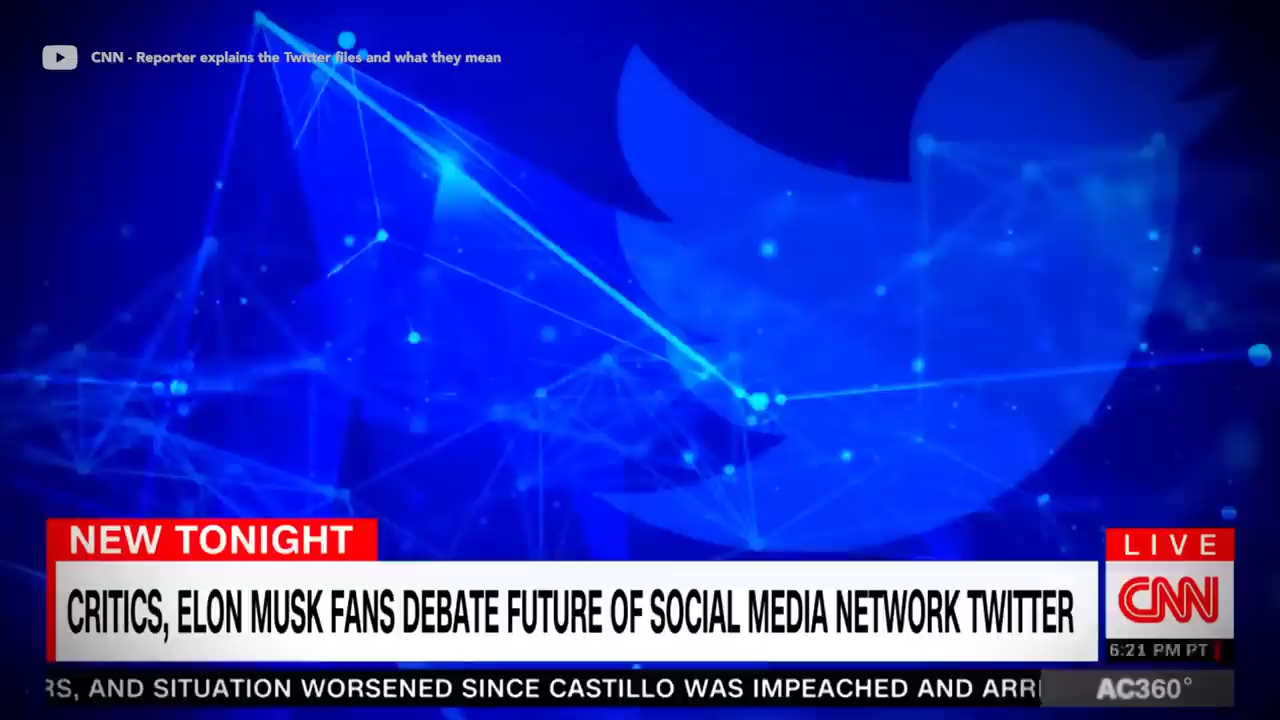 CNN - Reporter explains the Twitter files and what they mean
NEW TONIGHT
CRITICS, ELON MUSK FANS DEBATE FUTURE OF SOCIAL MEDIA NETWORK TWITTER
LIVE
CNN
6:21 PM PT
RS, AND SITUATION WORSENED SINCE CASTILLO WAS IMPEACHED AND ARRI
AC360°